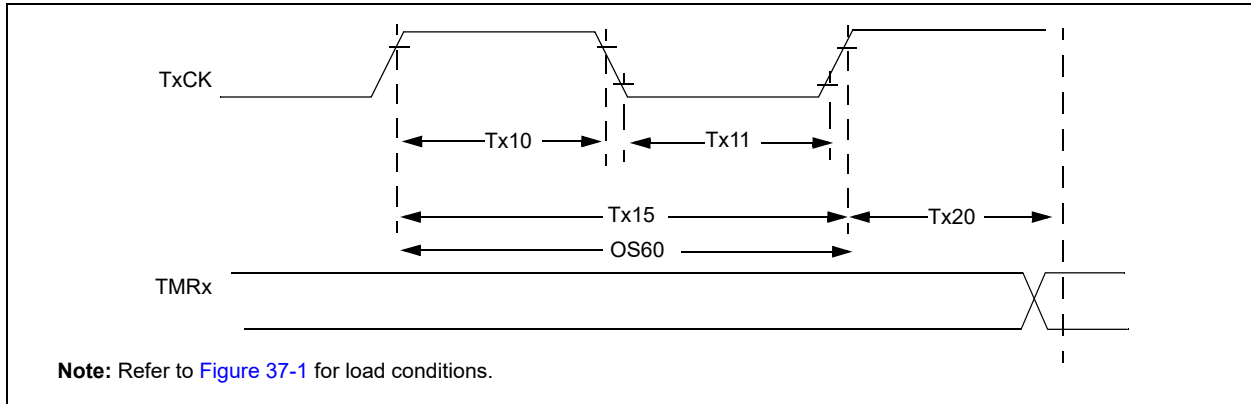 TxCK
Tx10
Tx11
Tx15
Tx20
OS60
TMRx
Note: Refer to Figure 37-1 for load conditions.